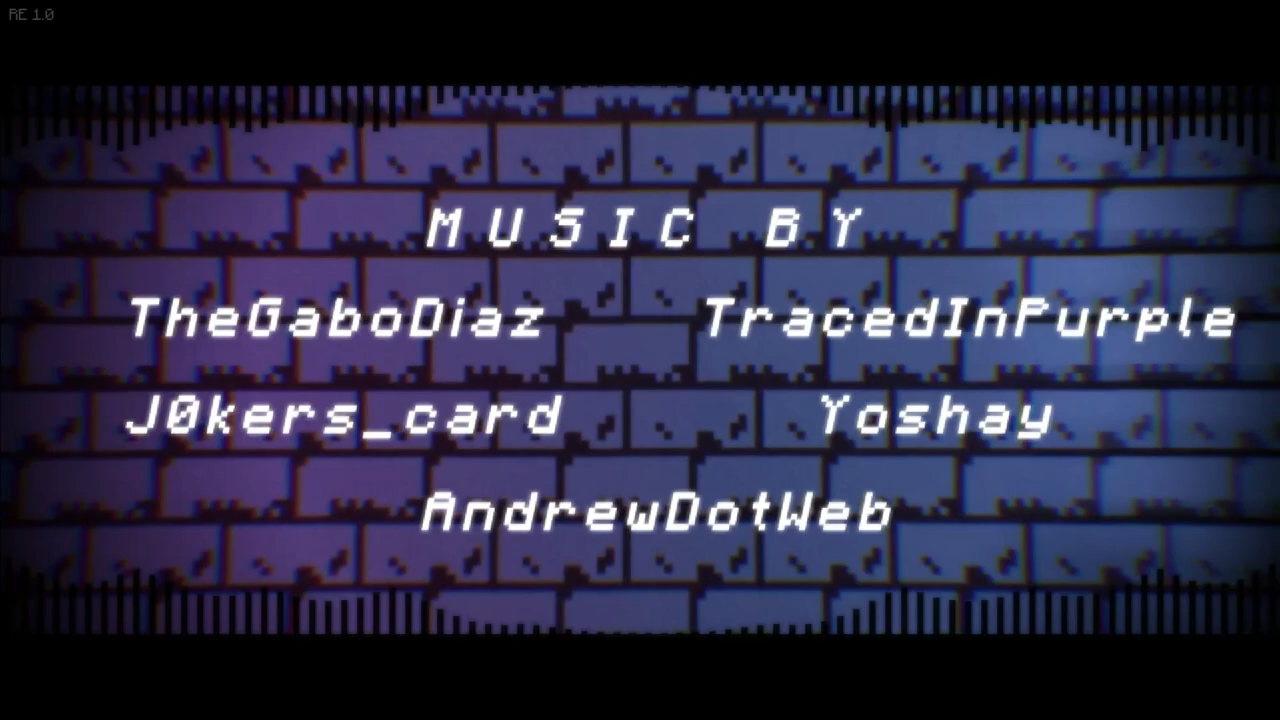 RE 1.0
MUSIC BY
TheGaboDiaz TracedInPurple
J0kers_card Yoshay
AndrewDotWeb